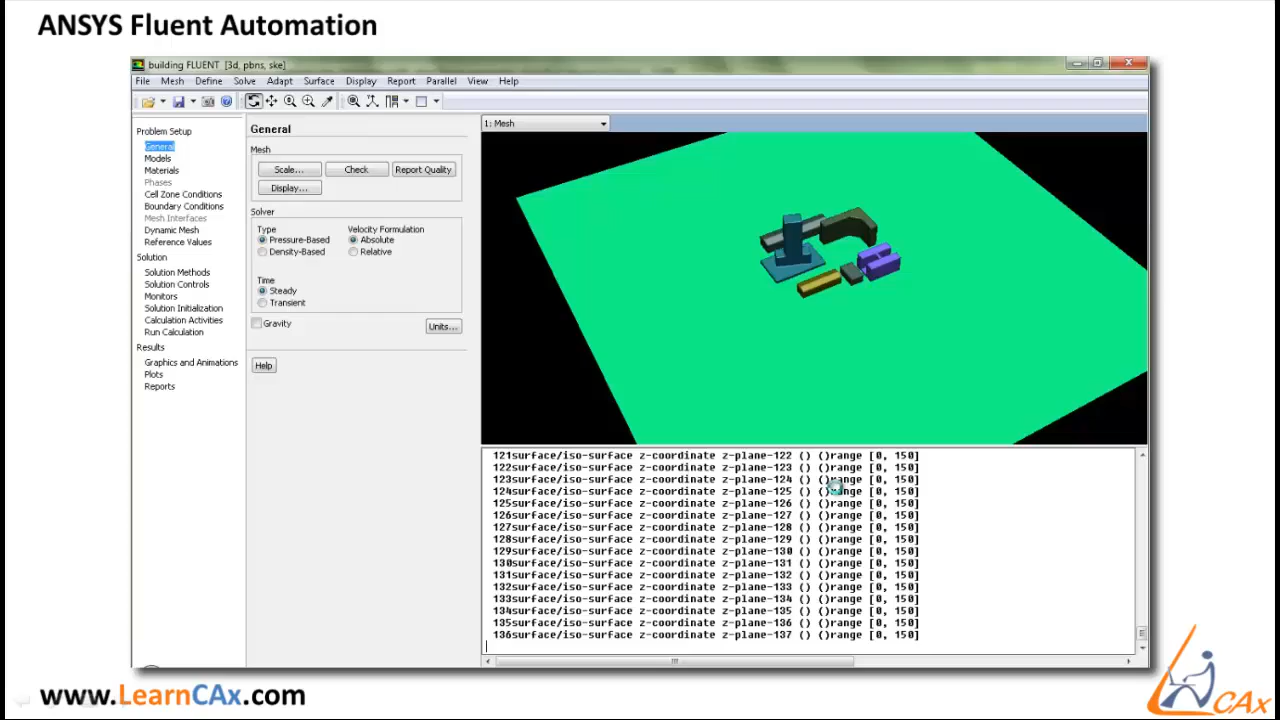 ANSYS Fluent Automation
building FLUENT [3d, pbns, ske]
File Mesh Define Solve Adapt Surface Display Report Parallel View Help
Problem Setup
General
Models
Materials
Phases
Cell Zone Conditions
Boundary Conditions
Mesh Interfaces
Dynamic Mesh
Reference Values
Solution
Solution Methods
Solution Controls
Monitors
Solution Initialization
Calculation Activities
Run Calculation
Results
Graphics and Animations
Plots
Reports
General
Mesh
Scale... Check Report Quality
Display...
Solver
Type Velocity Formulation
Pressure-Based Absolute
Density-Based Relative
Time
Steady
Transient
Gravity Units...
Help
1: Mesh
121surface/iso-surface z-coordinate z-plane-122 () ()range [0, 150]
122surface/iso-surface z-coordinate z-plane-123 () ()range [0, 150]
123surface/iso-surface z-coordinate z-plane-124 () ()range [0, 150]
124surface/iso-surface z-coordinate z-plane-125 () ()range [0, 150]
125surface/iso-surface z-coordinate z-plane-126 () ()range [0, 150]
126surface/iso-surface z-coordinate z-plane-127 () ()range [0, 150]
127surface/iso-surface z-coordinate z-plane-128 () ()range [0, 150]
128surface/iso-surface z-coordinate z-plane-129 () ()range [0, 150]
129surface/iso-surface z-coordinate z-plane-130 () ()range [0, 150]
130surface/iso-surface z-coordinate z-plane-131 () ()range [0, 150]
131surface/iso-surface z-coordinate z-plane-132 () ()range [0, 150]
132surface/iso-surface z-coordinate z-plane-133 () ()range [0, 150]
133surface/iso-surface z-coordinate z-plane-134 () ()range [0, 150]
134surface/iso-surface z-coordinate z-plane-135 () ()range [0, 150]
135surface/iso-surface z-coordinate z-plane-136 () ()range [0, 150]
136surface/iso-surface z-coordinate z-plane-137 () ()range [0, 150]
www.LearnCAx.com
CAx